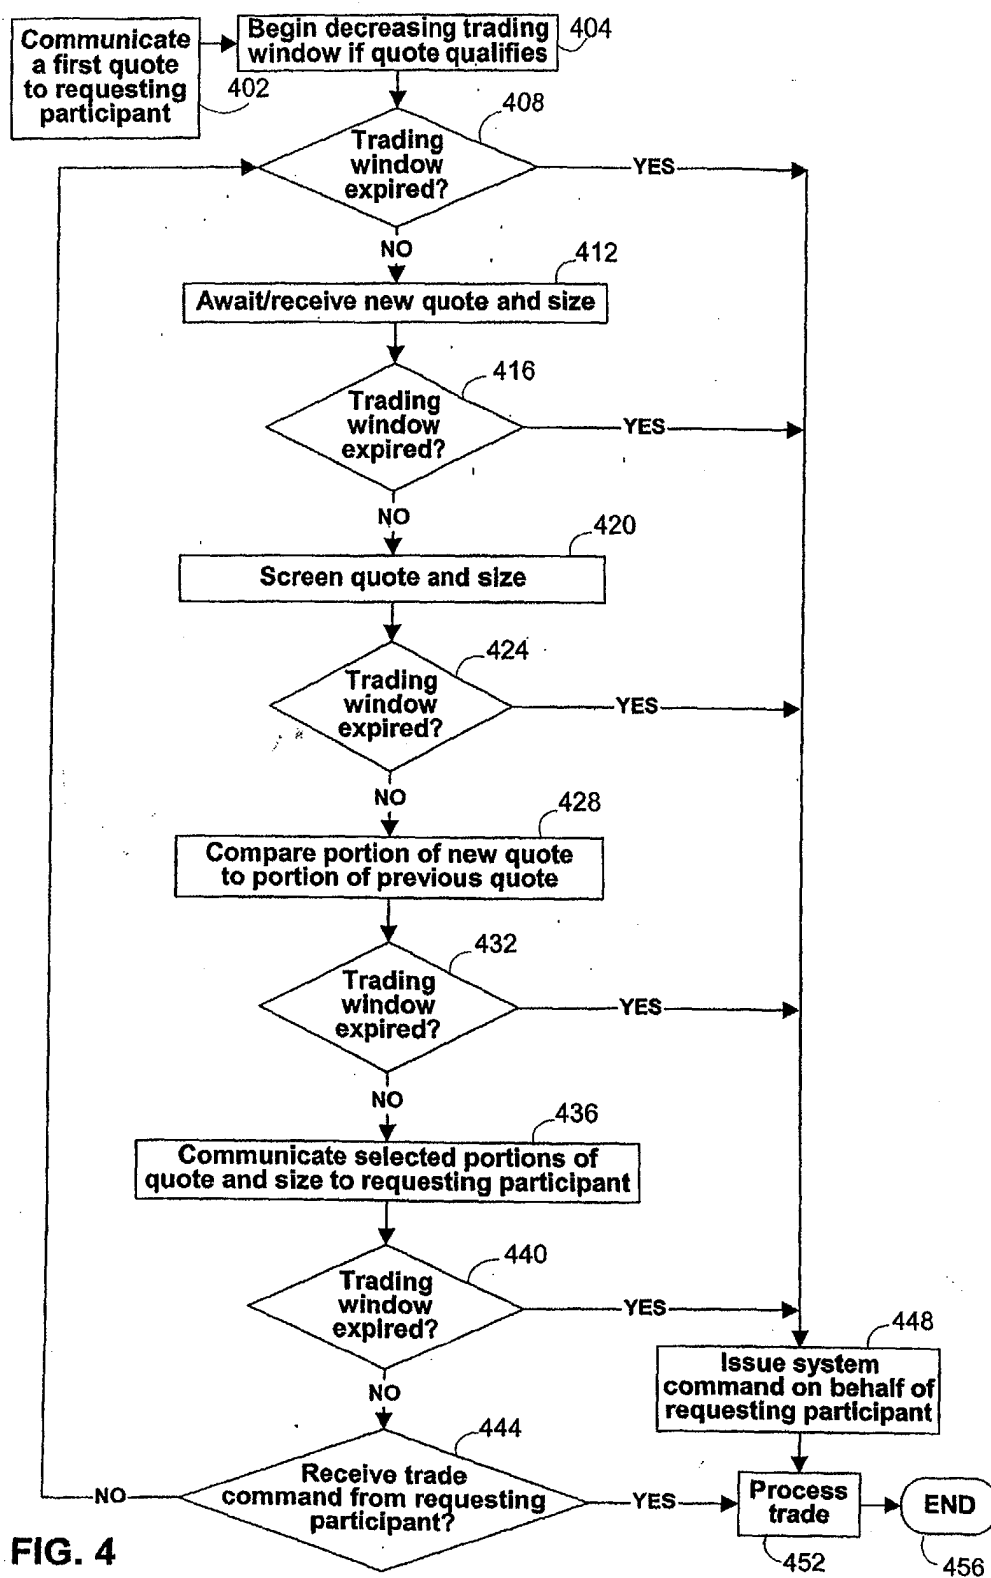 Communicate
a first quote
to requesting
participant
402
Begin decreasing trading
window if quote qualifies
404
408
Trading
window
expired?
YES
NO
412
Await/receive new quote and size
416
Trading
window
expired?
YES
NO
420
Screen quote and size
424
Trading
window
expired?
YES
NO
428
Compare portion of new quote
to portion of previous quote
432
Trading
window
expired?
YES
NO
436
Communicate selected portions of
quote and size to requesting participant
440
Trading
window
expired?
YES
NO
448
Issue system
command on behalf of
requesting participant
444
Receive trade
command from requesting
participant?
NO
YES
Process
trade
452
END
456
FIG. 4